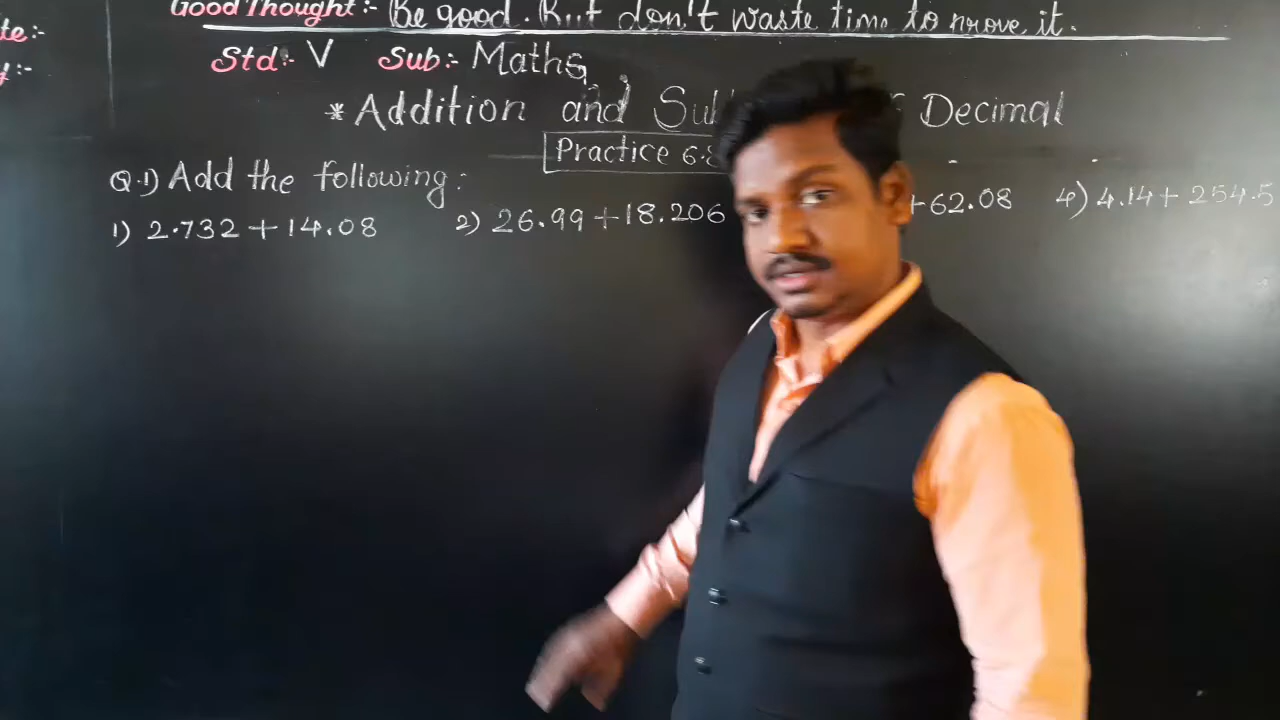 Good Thought:- Be good. But don't waste time to prove it.
te:-
Std:- V Sub:- Maths
y:-
* Addition and Decimal
Practice 6.
Q.1) Add the following:
1) 2.732+14.08 2) 26.99+18.206 +62.08 4) 4.14+ 254.5